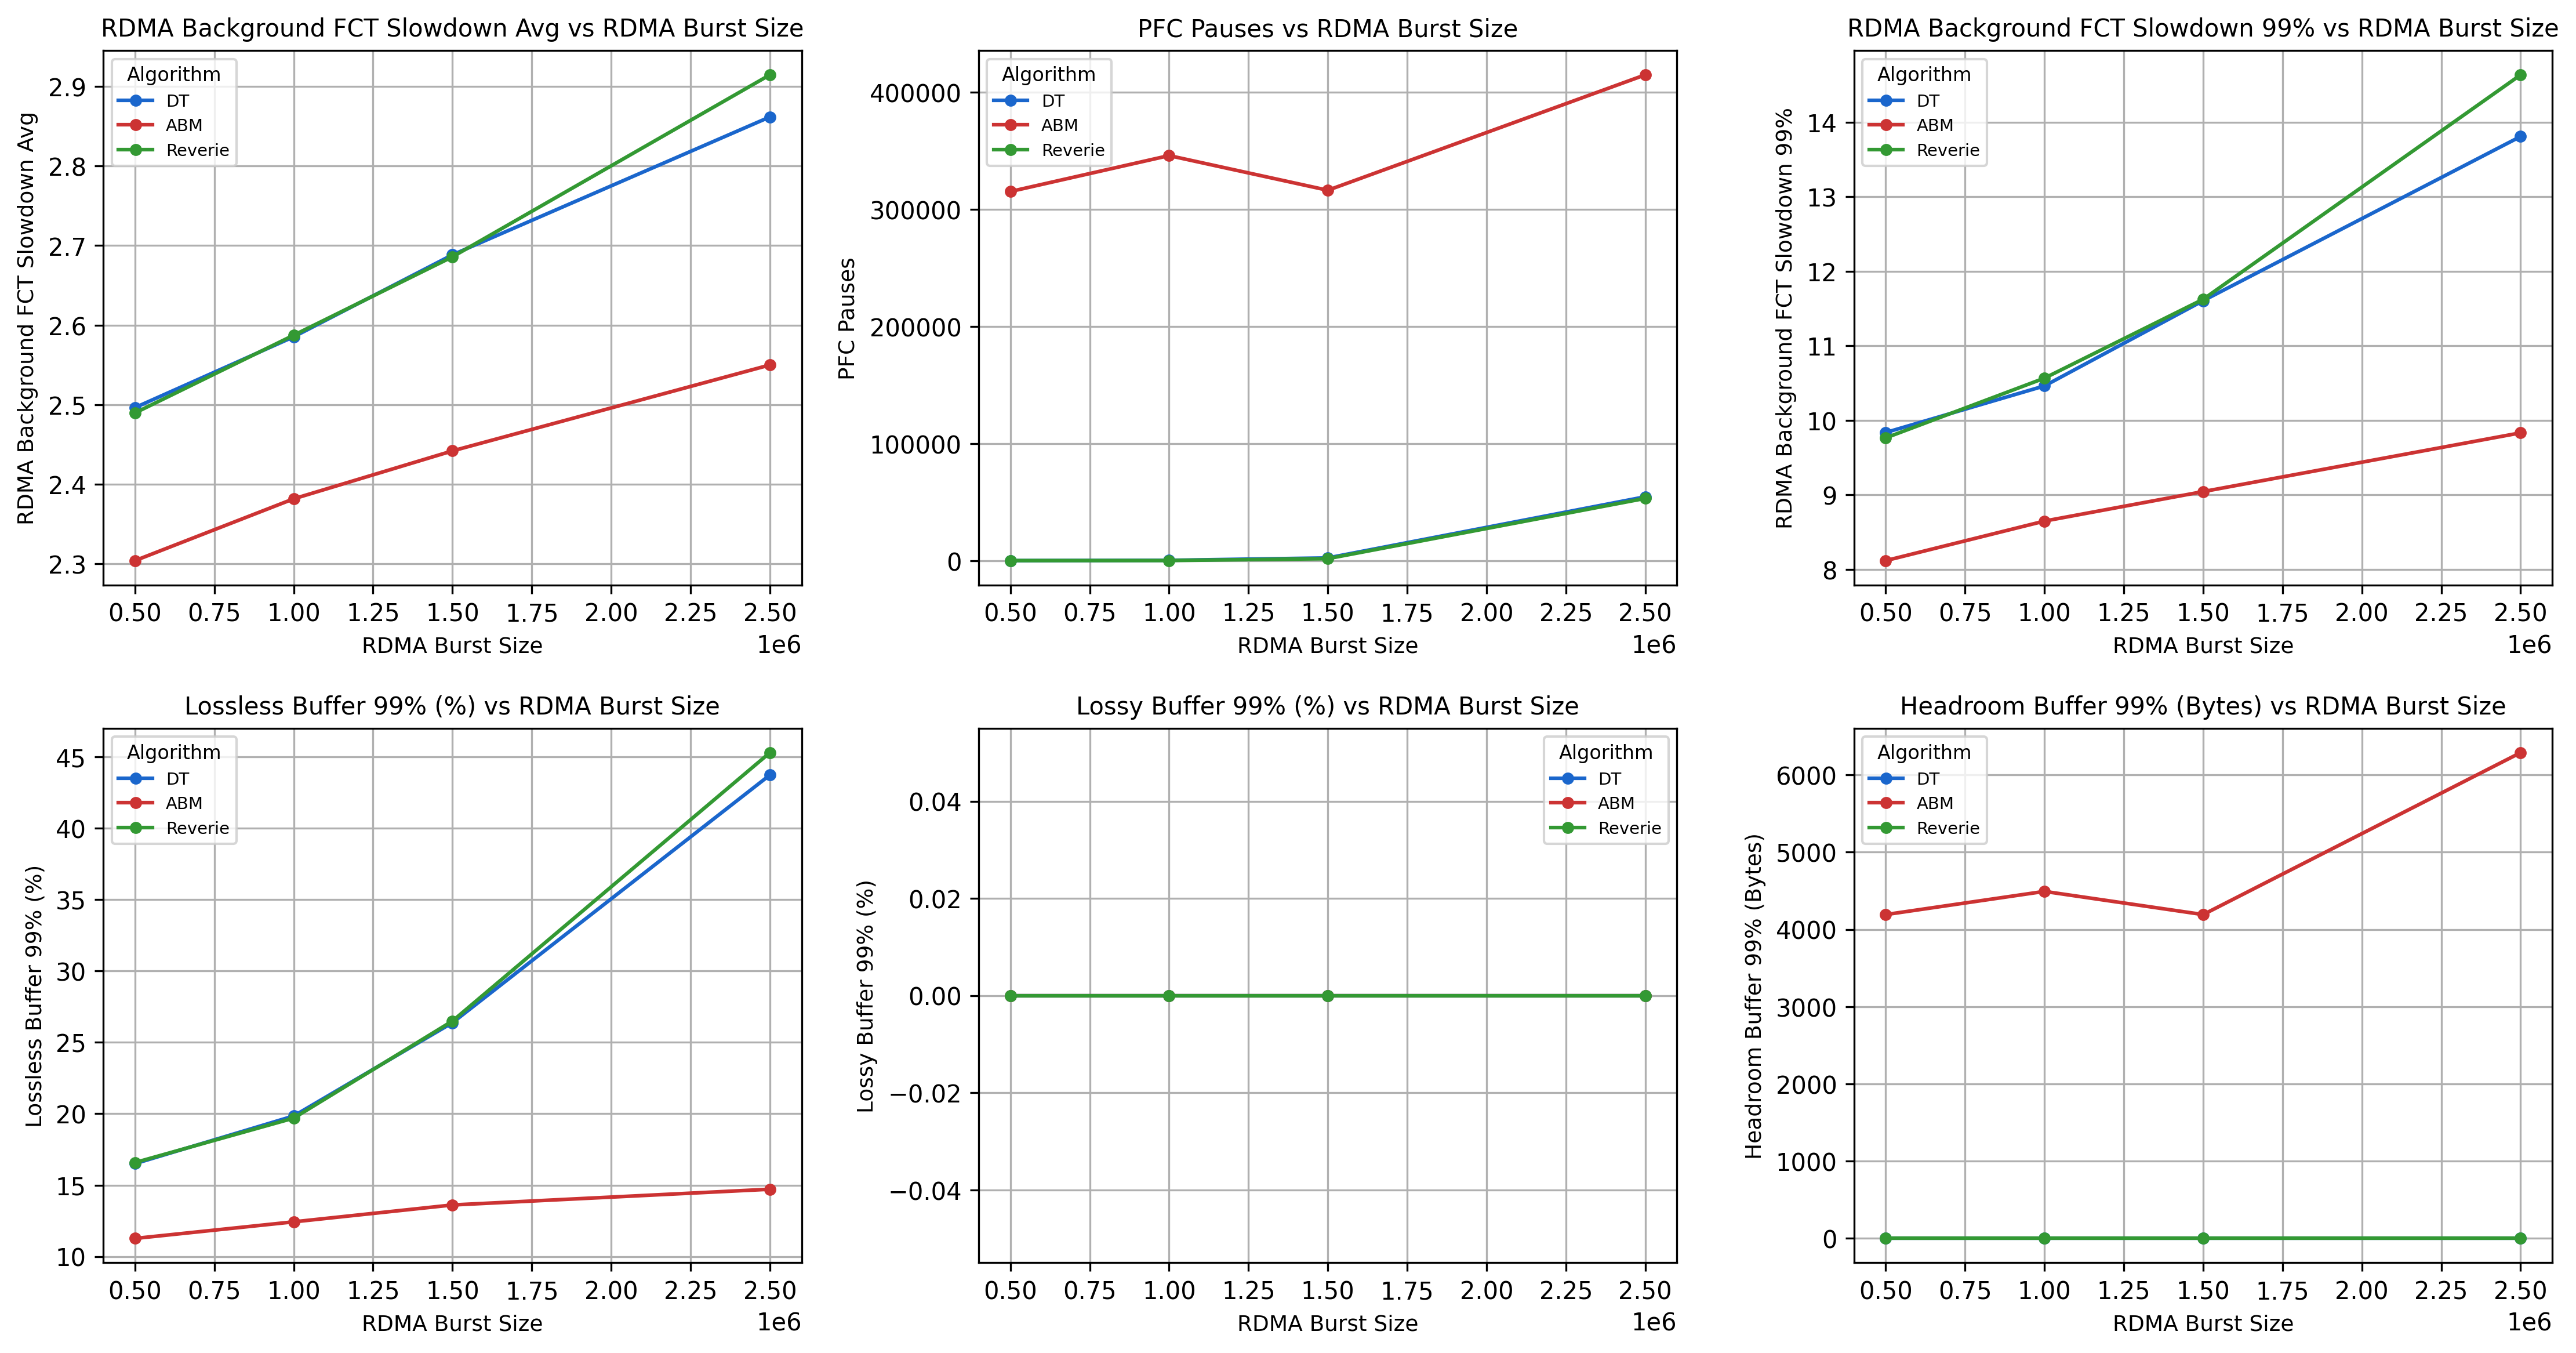 RDMA Background FCT Slowdown Avg vs RDMA Burst Size
RDMA Background FCT Slowdown Avg
2.9
2.8
2.7
2.6
2.5
2.4
2.3
Algorithm
DT
ABM
Reverie
0.50 0.75 1.00 1.25 1.50 1.75 2.00 2.25 2.50
RDMA Burst Size
1e6
PFC Pauses vs RDMA Burst Size
PFC Pauses
400000
300000
200000
100000
0
Algorithm
DT
ABM
Reverie
0.50 0.75 1.00 1.25 1.50 1.75 2.00 2.25 2.50
RDMA Burst Size
1e6
RDMA Background FCT Slowdown 99% vs RDMA Burst Size
RDMA Background FCT Slowdown 99%
14
13
12
11
10
9
8
Algorithm
DT
ABM
Reverie
0.50 0.75 1.00 1.25 1.50 1.75 2.00 2.25 2.50
RDMA Burst Size
1e6
Lossless Buffer 99% (%) vs RDMA Burst Size
Lossless Buffer 99% (%)
45
40
35
30
25
20
15
10
Algorithm
DT
ABM
Reverie
0.50 0.75 1.00 1.25 1.50 1.75 2.00 2.25 2.50
RDMA Burst Size
1e6
Lossy Buffer 99% (%) vs RDMA Burst Size
Lossy Buffer 99% (%)
0.04
0.02
0.00
−0.02
−0.04
Algorithm
DT
ABM
Reverie
0.50 0.75 1.00 1.25 1.50 1.75 2.00 2.25 2.50
RDMA Burst Size
1e6
Headroom Buffer 99% (Bytes) vs RDMA Burst Size
Headroom Buffer 99% (Bytes)
6000
5000
4000
3000
2000
1000
0
Algorithm
DT
ABM
Reverie
0.50 0.75 1.00 1.25 1.50 1.75 2.00 2.25 2.50
RDMA Burst Size
1e6